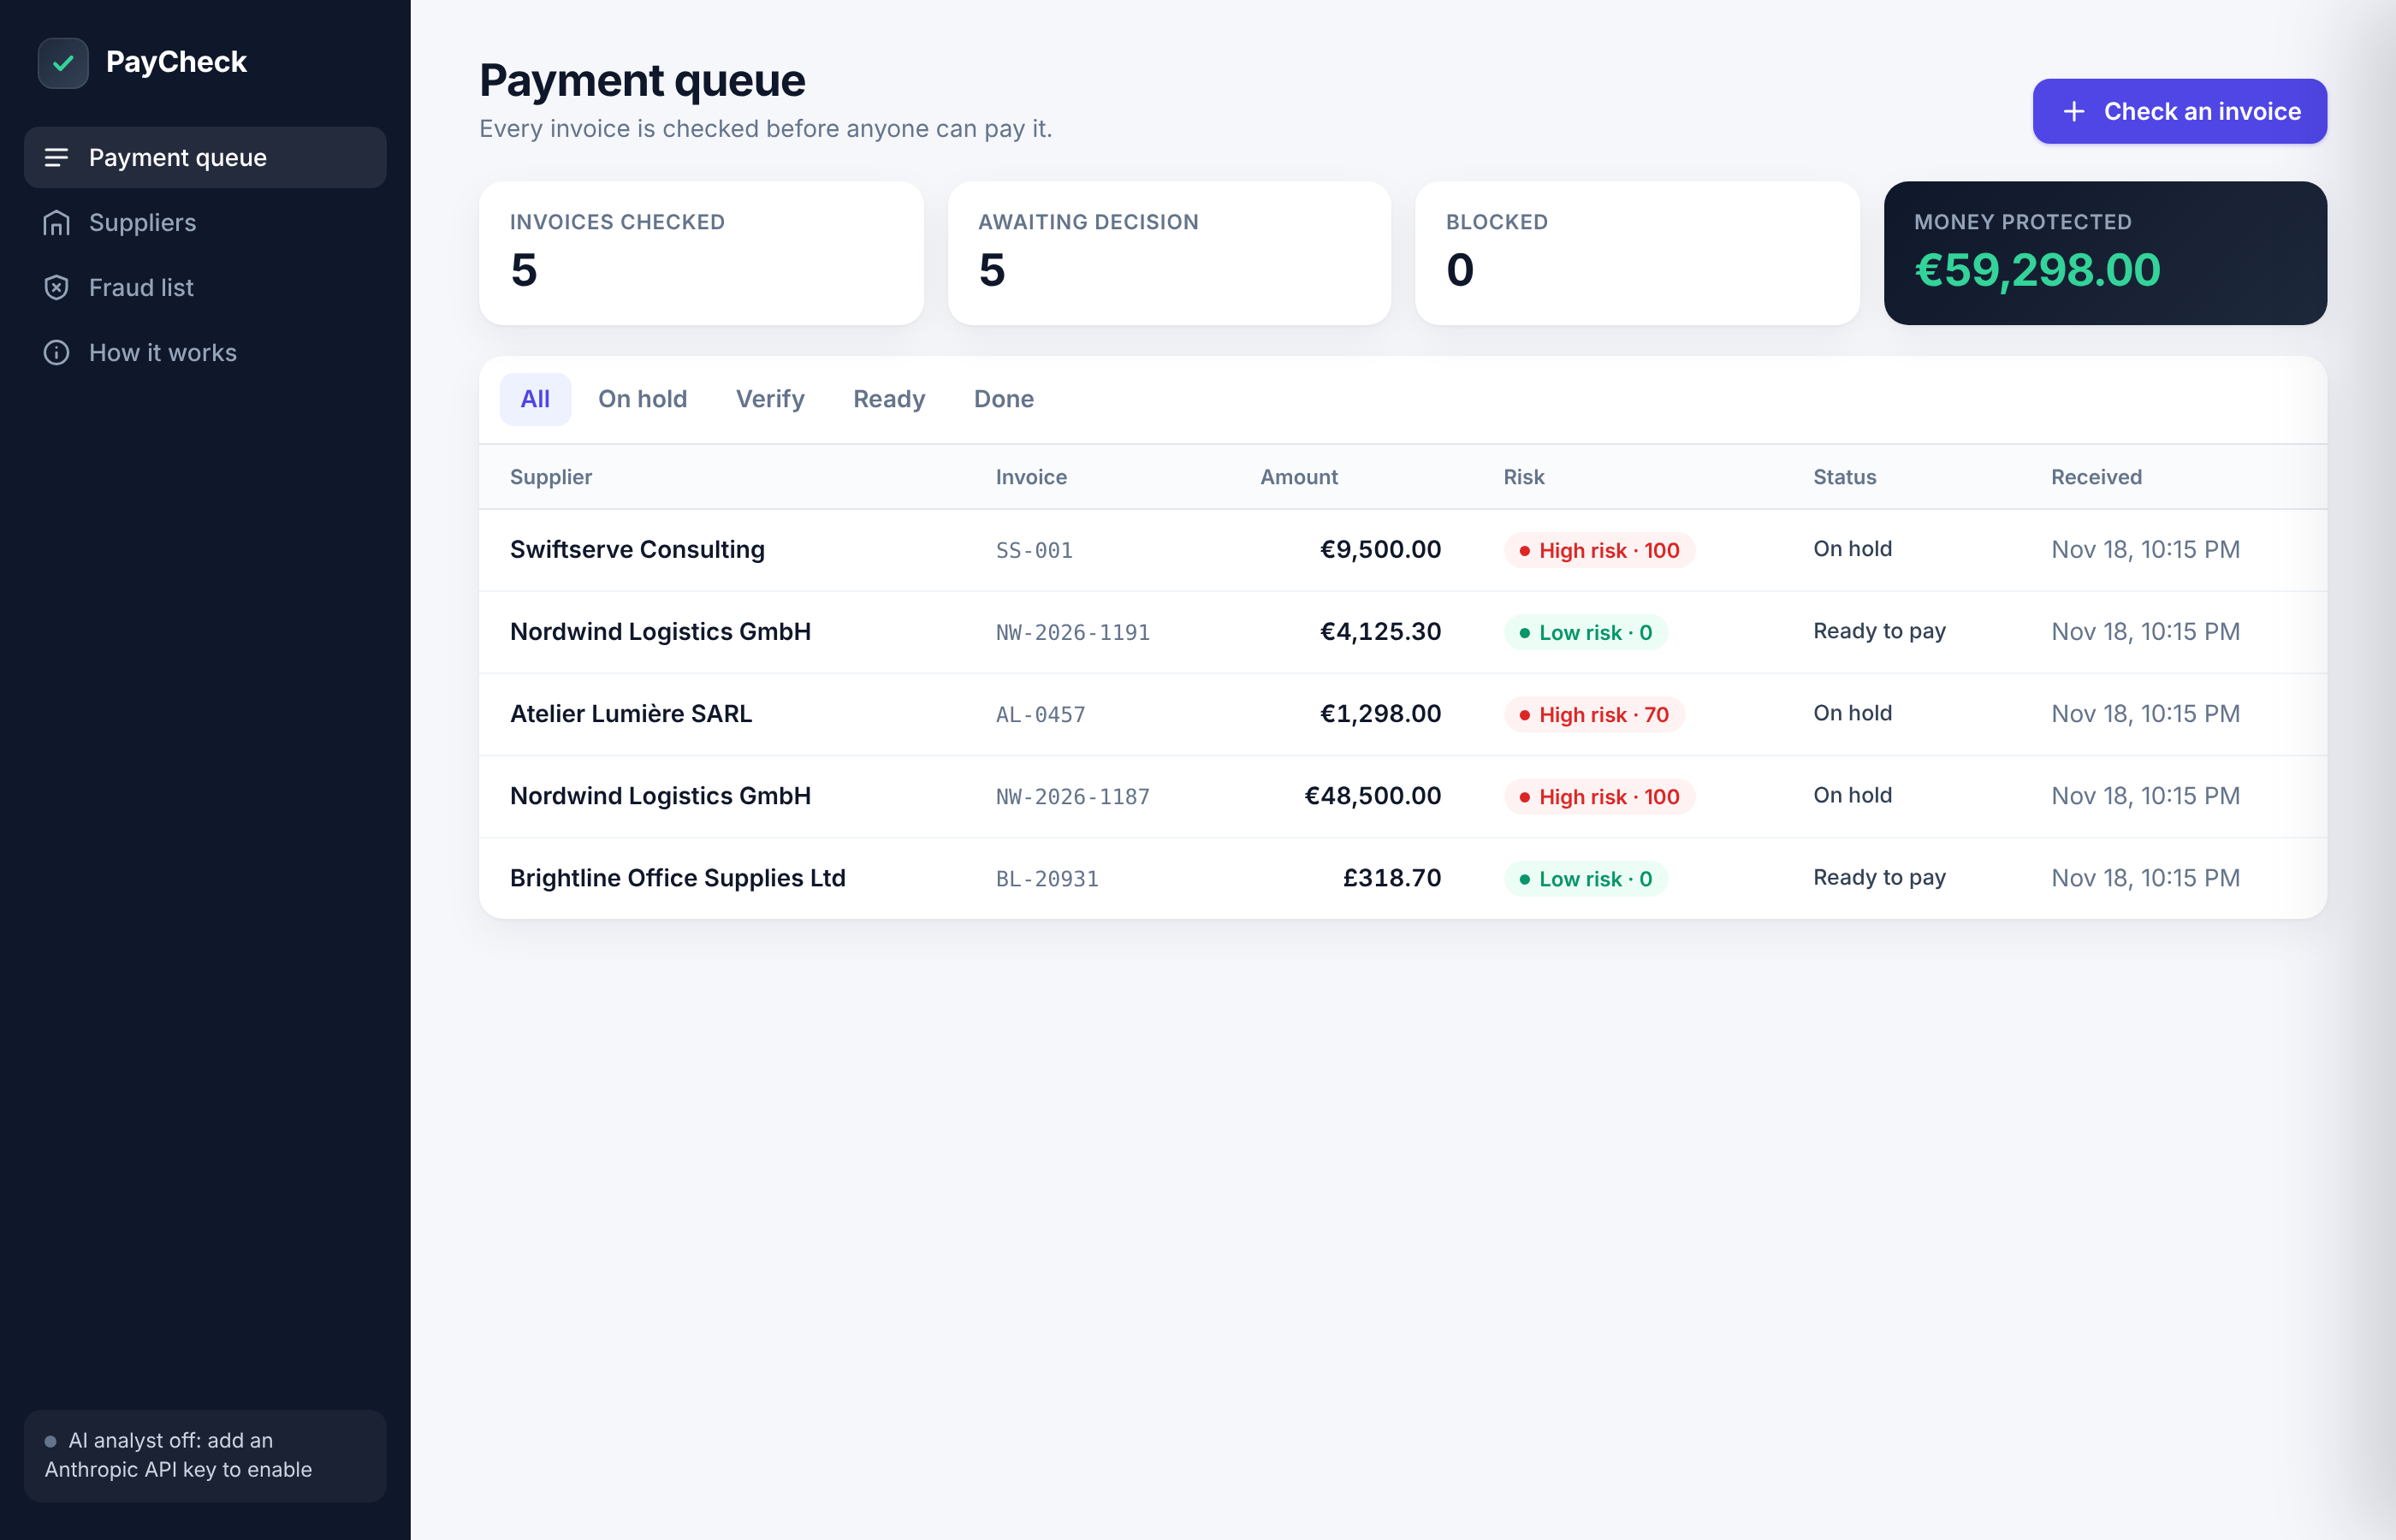 PayCheck
Payment queue
Suppliers
Fraud list
How it works
AI analyst off: add an
Anthropic API key to enable
Payment queue
Every invoice is checked before anyone can pay it.
Check an invoice
INVOICES CHECKED
5
AWAITING DECISION
5
BLOCKED
0
MONEY PROTECTED
€59,298.00
All On hold Verify Ready Done
Supplier Invoice Amount Risk Status Received
Swiftserve Consulting SS-001 €9,500.00 High risk · 100 On hold Nov 18, 10:15 PM
Nordwind Logistics GmbH NW-2026-1191 €4,125.30 Low risk · 0 Ready to pay Nov 18, 10:15 PM
Atelier Lumière SARL AL-0457 €1,298.00 High risk · 70 On hold Nov 18, 10:15 PM
Nordwind Logistics GmbH NW-2026-1187 €48,500.00 High risk · 100 On hold Nov 18, 10:15 PM
Brightline Office Supplies Ltd BL-20931 £318.70 Low risk · 0 Ready to pay Nov 18, 10:15 PM